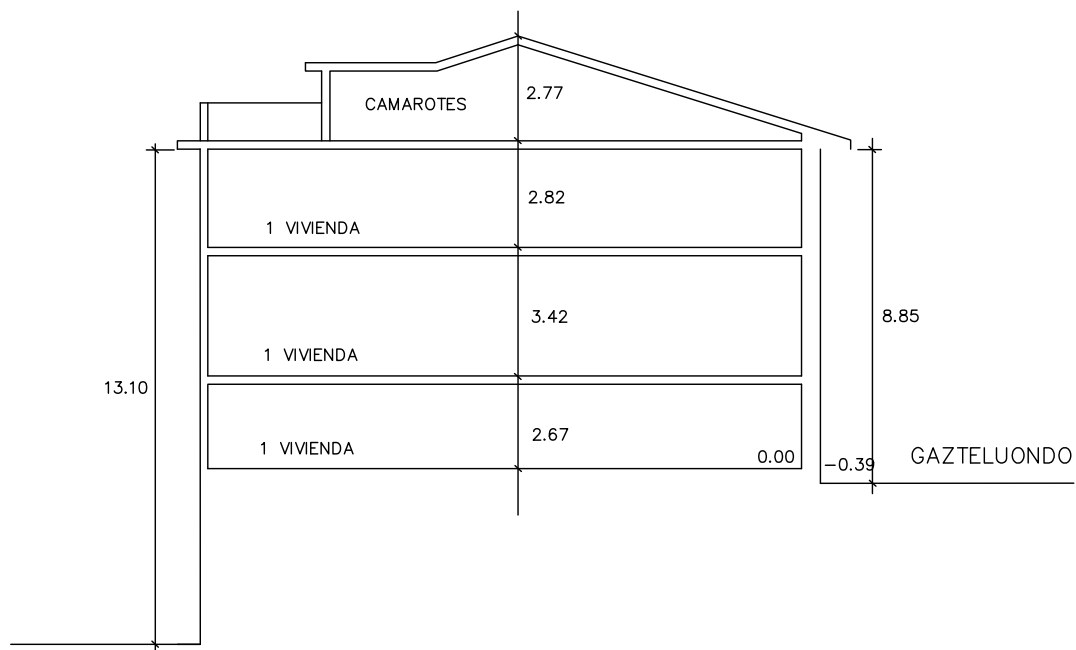 2.77
CAMAROTES
2.82
1 VIVIENDA
3.42
8.85
1 VIVIENDA
13.10
2.67
1 VIVIENDA
0.00
-0.39
GAZTELUONDO